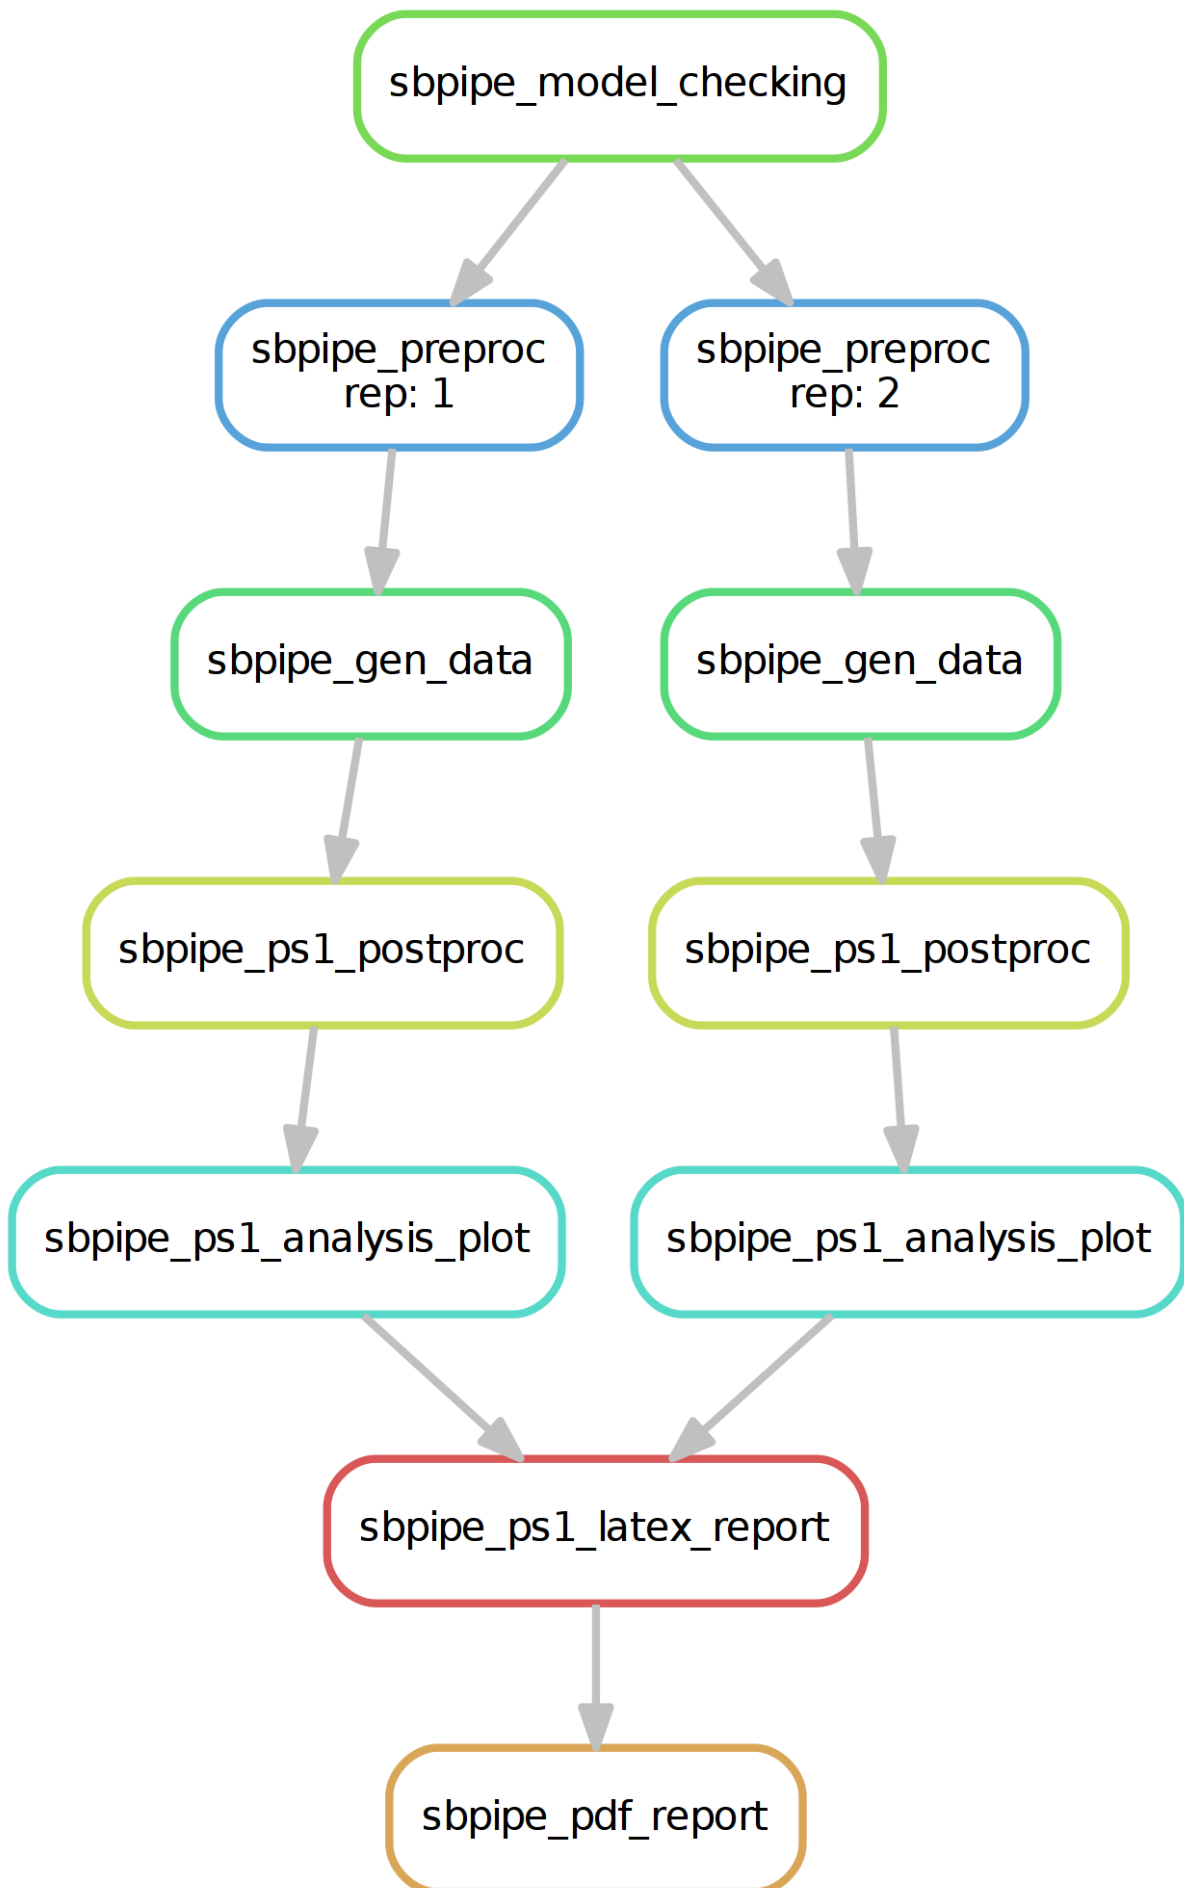 sbpipe_model_checking
sbpipe_preproc
rep: 1
sbpipe_preproc
rep: 2
sbpipe_gen_data
sbpipe_gen_data
sbpipe_ps1_postproc
sbpipe_ps1_postproc
sbpipe_ps1_analysis_plot
sbpipe_ps1_analysis_plot
sbpipe_ps1_latex_report
sbpipe_pdf_report